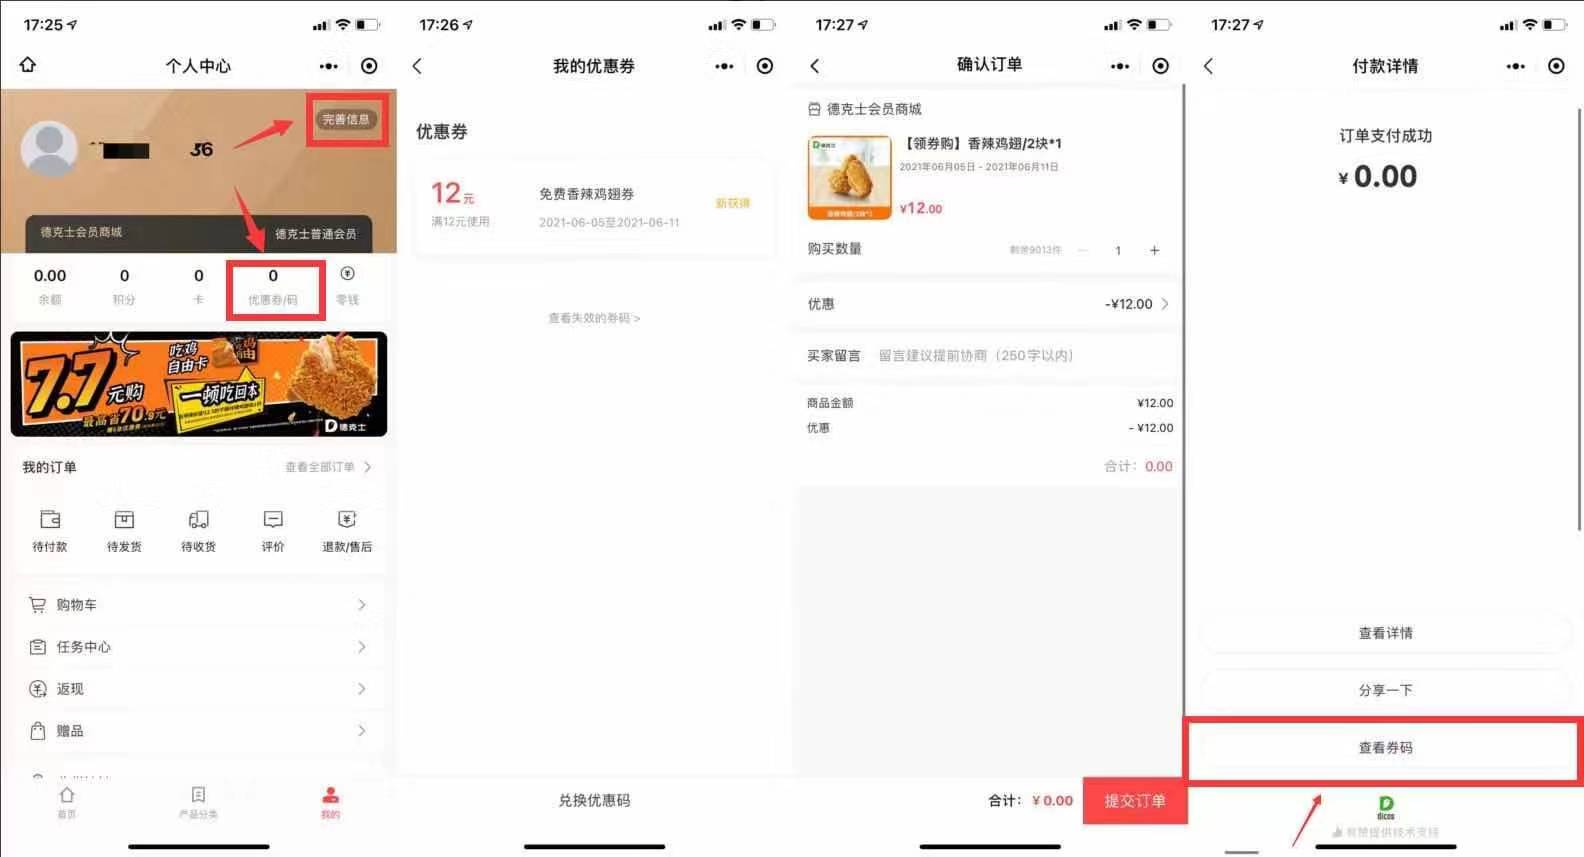 17:25
个人中心
完善信息
36
德克士会员商城
德克士普通会员
0.00
0
0
0
余额
积分
卡
优惠券/码
零钱
7.7元购
吃鸡
自由卡
一顿吃回本
最高省70.8元
德克士
我的订单
查看全部订单
待付款
待发货
待收货
评价
退款/售后
购物车
任务中心
返现
赠品
首页
产品分类
我的
17:26
我的优惠券
优惠券
12元
免费香辣鸡翅券
新获得
满12元使用
2021-06-05至2021-06-11
查看失效的券码 >
兑换优惠码
17:27
确认订单
德克士会员商城
【领券购】香辣鸡翅/2块*1
2021年06月05日 - 2021年06月11日
¥12.00
购买数量
剩余9013件
1
优惠
-¥12.00
买家留言
留言建议提前协商（250字以内）
商品金额
¥12.00
优惠
- ¥12.00
合计：0.00
合计：¥0.00
提交订单
17:27
付款详情
订单支付成功
¥0.00
查看详情
分享一下
查看券码
dicos
有赞提供技术支持